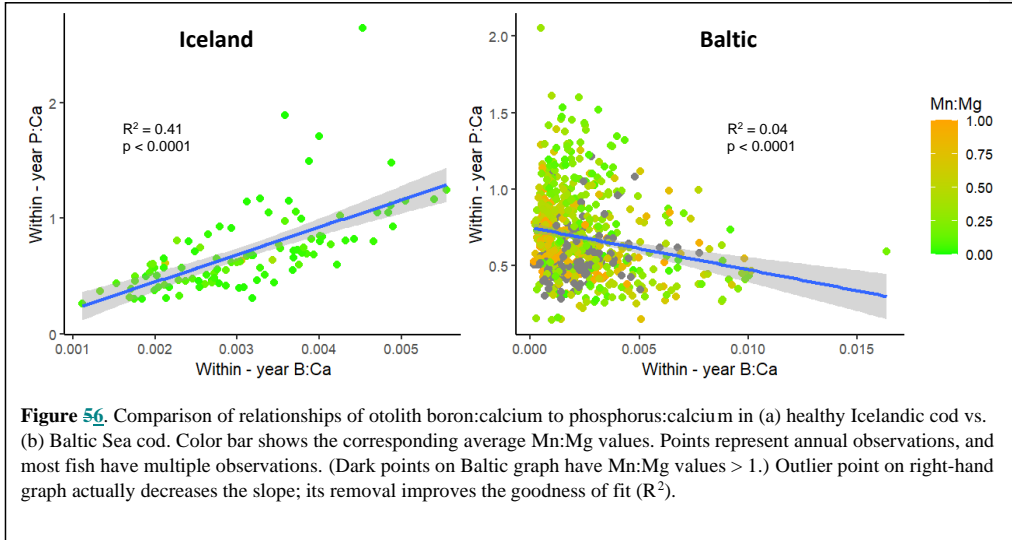 Iceland
Baltic
Within - year P:Ca
2
1
0
R² = 0.41
p < 0.0001
0.001 0.002 0.003 0.004 0.005
Within - year B:Ca
Within - year P:Ca
2.0
1.5
1.0
0.5
R² = 0.04
p < 0.0001
0.000 0.005 0.010 0.015
Within - year B:Ca
Mn:Mg
1.00
0.75
0.50
0.25
0.00
Figure 56. Comparison of relationships of otolith boron:calcium to phosphorus:calcium in (a) healthy Icelandic cod vs.
(b) Baltic Sea cod. Color bar shows the corresponding average Mn:Mg values. Points represent annual observations, and
most fish have multiple observations. (Dark points on Baltic graph have Mn:Mg values > 1.) Outlier point on right-hand
graph actually decreases the slope; its removal improves the goodness of fit (R²).